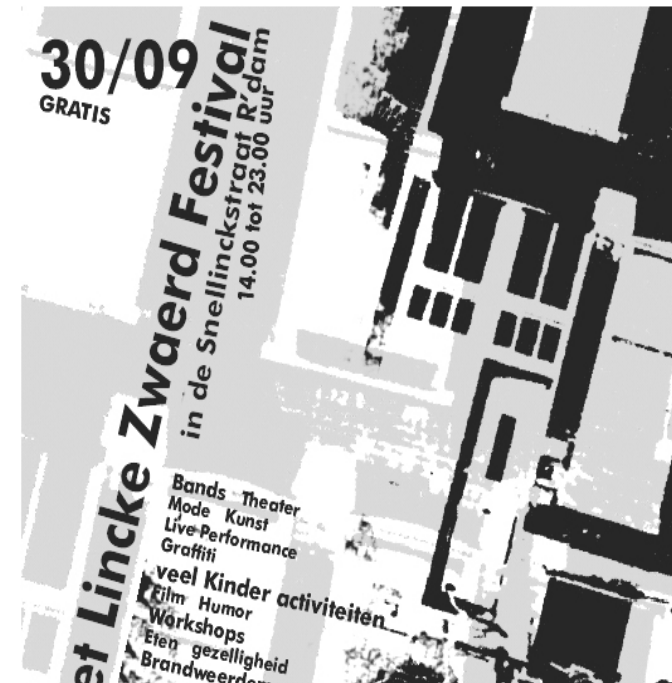 30/09
GRATIS
et Lincke Zwaerd Festival
in de Snellinckstraat R'dam
14.00 tot 23.00 uur
Bands Theater
Mode Kunst
Live Performance
Graffiti
veel Kinder activiteiten
Film Humor
Workshops
Eten gezelligheid